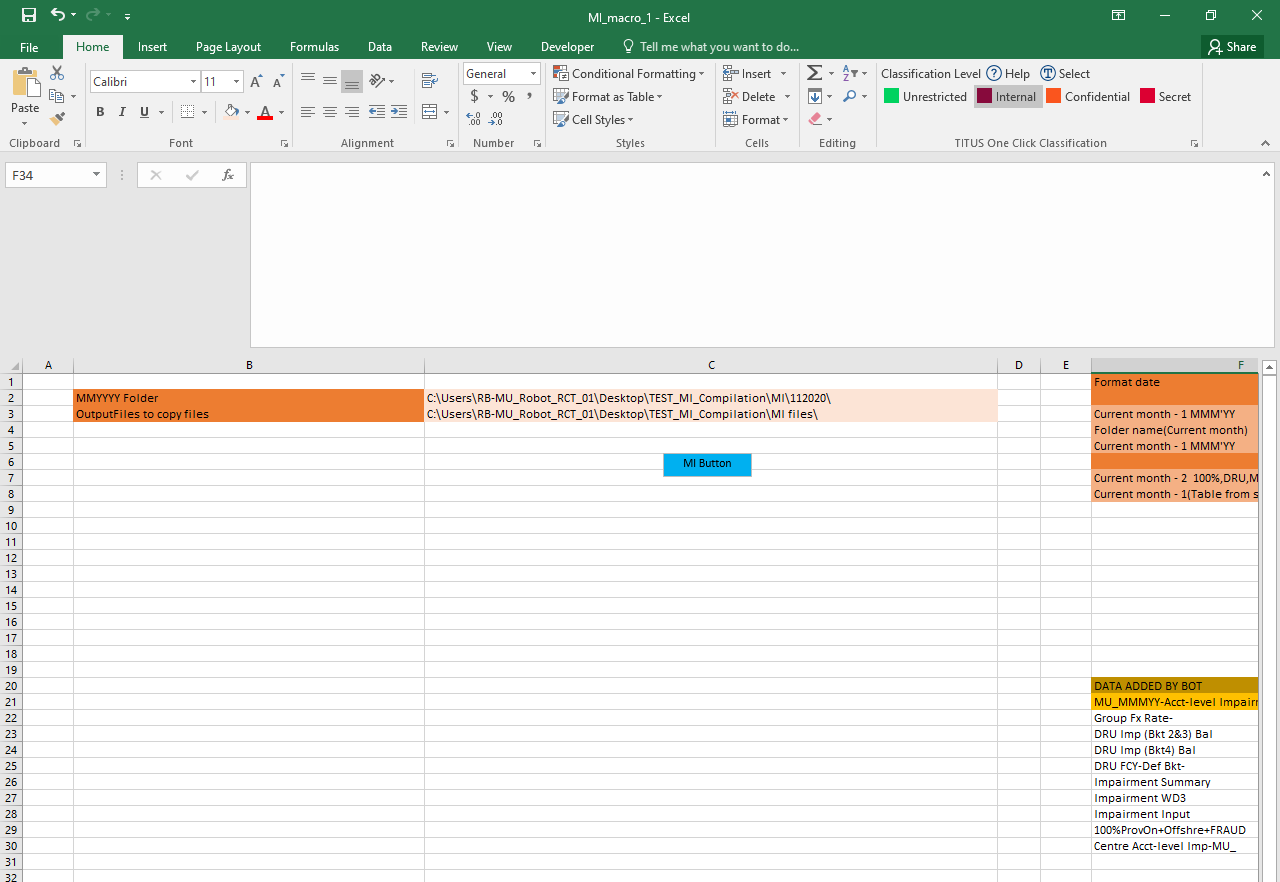 MI_macro_1 - Excel
File Home Insert Page Layout Formulas Data Review View Developer Tell me what you want to do... Share
Paste
Calibri 11
B I U A
General
$ % ,
Conditional Formatting
Format as Table
Cell Styles
Insert
Delete
Format
Classification Level Help Select
Unrestricted Internal Confidential Secret
Clipboard Font Alignment Number Styles Cells Editing TITUS One Click Classification
F34 fx
A B C D E F
1 Format date
2 MMYYYY Folder C:\Users\RB-MU_Robot_RCT_01\Desktop\TEST_MI_Compilation\MI\112020\
3 OutputFiles to copy files C:\Users\RB-MU_Robot_RCT_01\Desktop\TEST_MI_Compilation\MI files\ Current month - 1 MMM'YY
4 Folder name(Current month)
5 Current month - 1 MMM'YY
6 MI Button
7 Current month - 2 100%,DRU,M
8 Current month - 1(Table from s
9
10
11
12
13
14
15
16
17
18
19
20 DATA ADDED BY BOT
21 MU_MMMYY-Acct-level Impairm
22 Group Fx Rate-
23 DRU Imp (Bkt 2&3) Bal
24 DRU Imp (Bkt4) Bal
25 DRU FCY-Def Bkt-
26 Impairment Summary
27 Impairment WD3
28 Impairment Input
29 100%ProvOn+Offshre+FRAUD
30 Centre Acct-level Imp-MU_
31
32